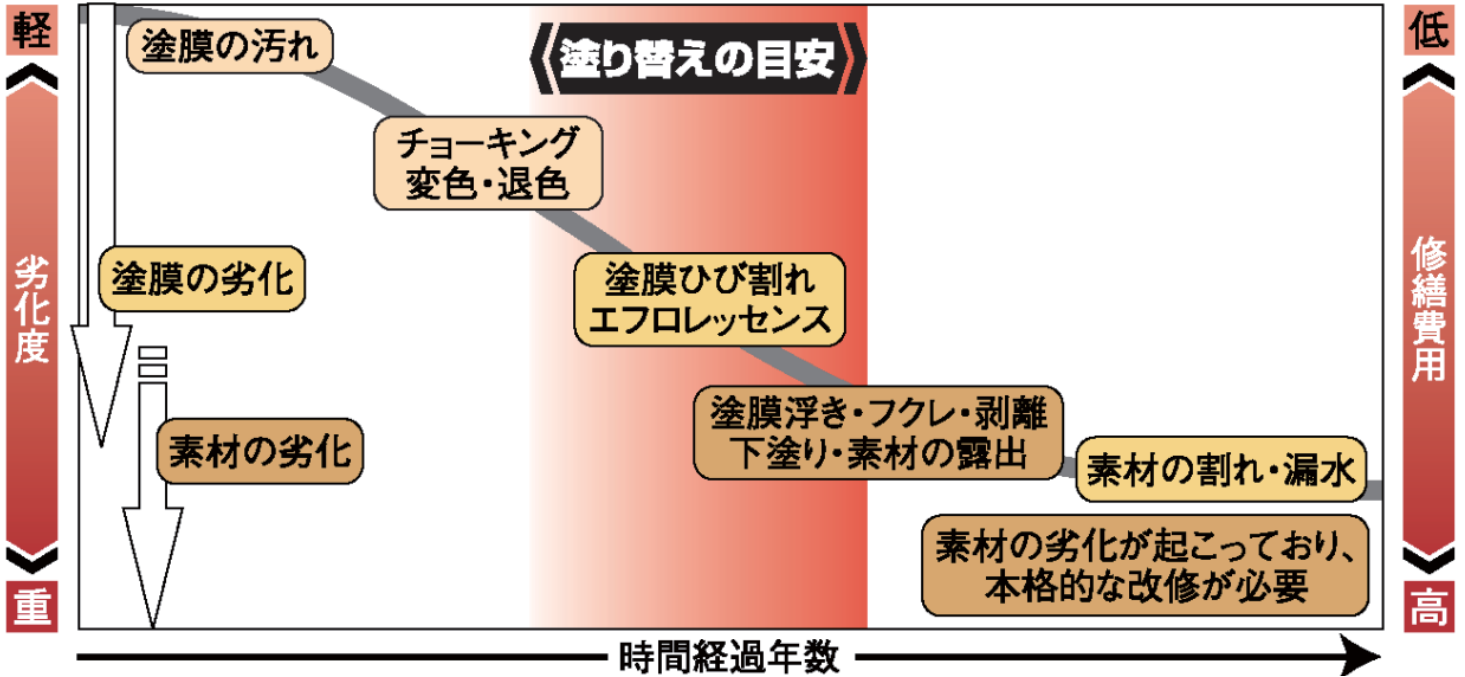 軽
低
塗膜の汚れ
塗り替えの目安
チョーキング
変色・退色
劣化度
修繕費用
塗膜の劣化
塗膜ひび割れ
エフロレッセンス
素材の劣化
塗膜浮き・フクレ・剥離
下塗り・素材の露出
素材の割れ・漏水
素材の劣化が起こっており、
本格的な改修が必要
重
高
時間経過年数